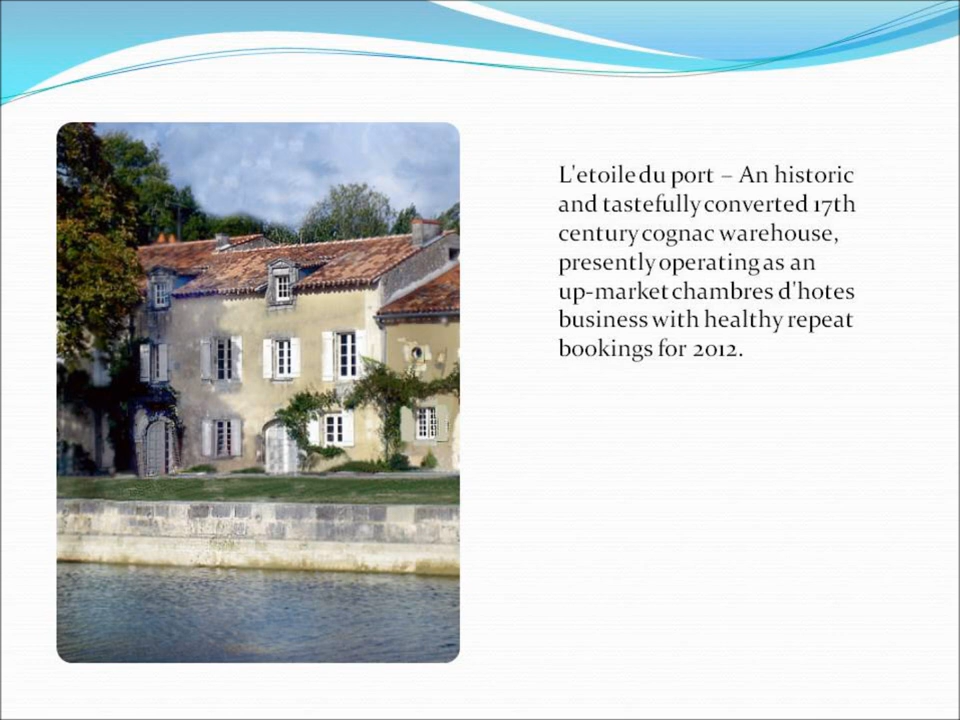 L'etoile du port – An historic
and tastefully converted 17th
century cognac warehouse,
presently operating as an
up-market chambres d'hotes
business with healthy repeat
bookings for 2012.